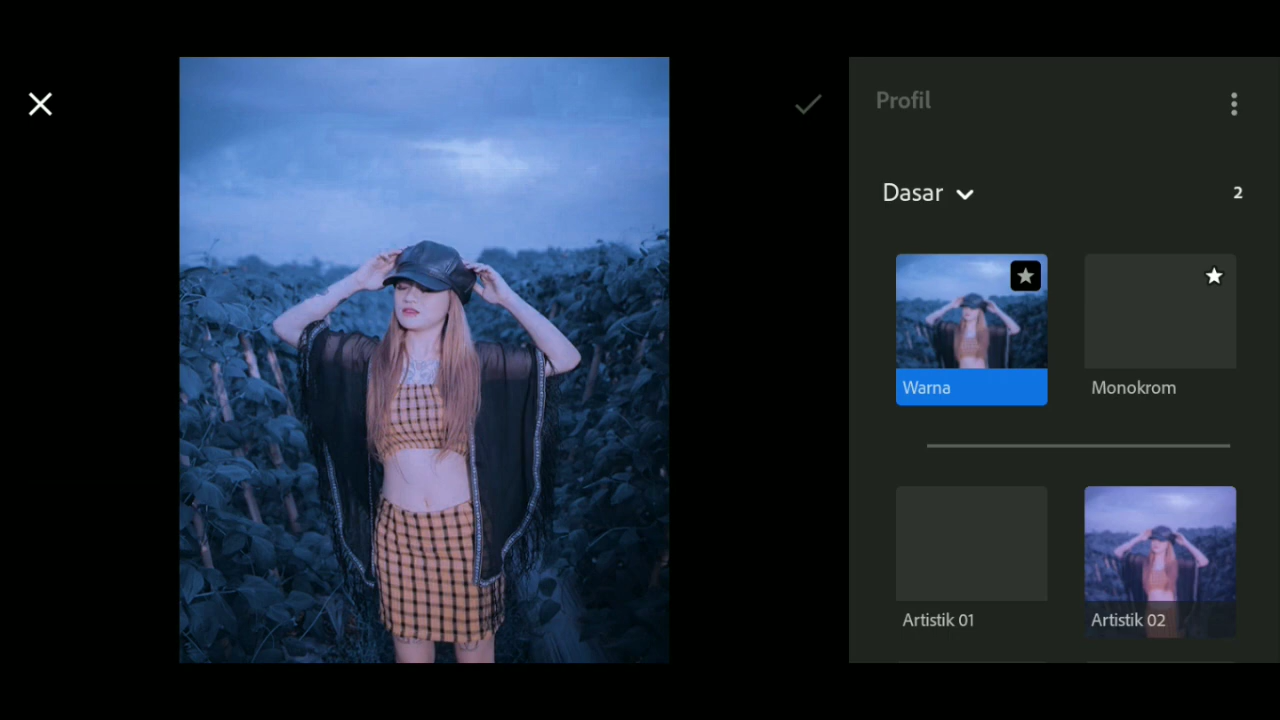 Profil
Dasar
2
Warna
Monokrom
Artistik 01
Artistik 02